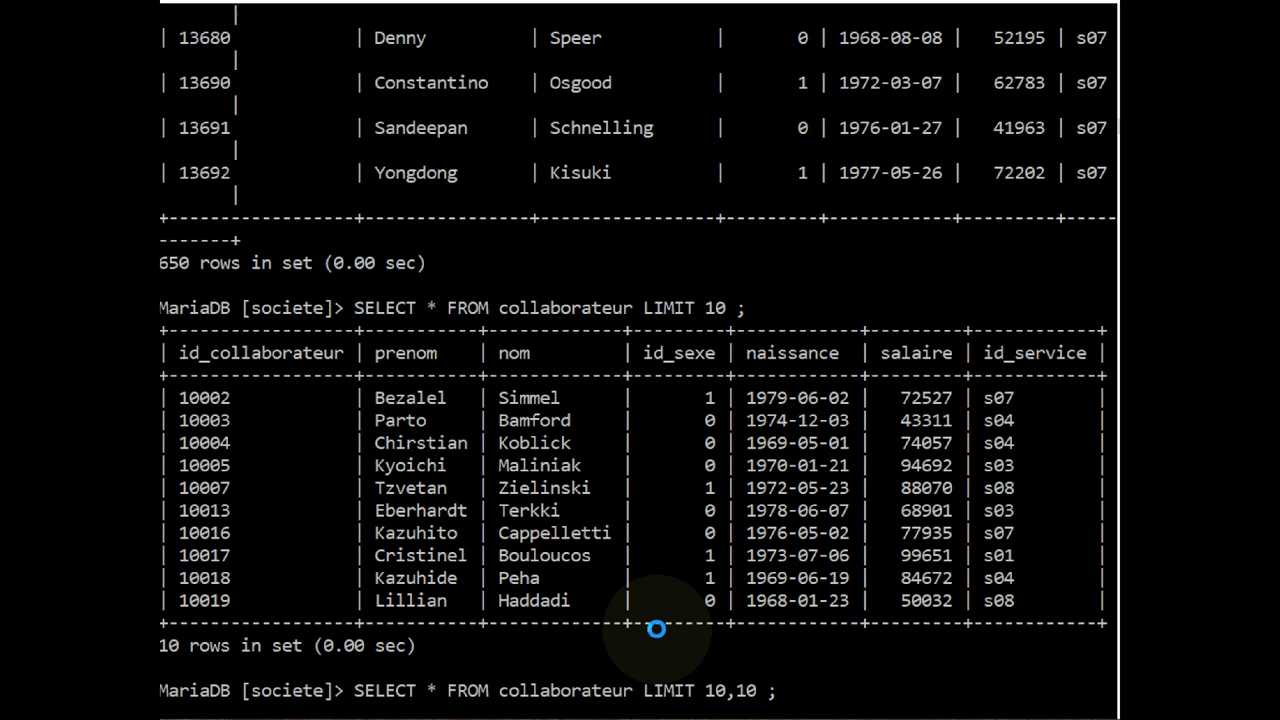 |
| 13680 | Denny | Speer | 0 | 1968-08-08 | 52195 | s07
|
| 13690 | Constantino | Osgood | 1 | 1972-03-07 | 62783 | s07
|
| 13691 | Sandeepan | Schnelling | 0 | 1976-01-27 | 41963 | s07
|
| 13692 | Yongdong | Kisuki | 1 | 1977-05-26 | 72202 | s07
|
+------------------+----------------+-----------------+---------+------------+---------+-----
-------+
650 rows in set (0.00 sec)
MariaDB [societe]> SELECT * FROM collaborateur LIMIT 10 ;
+------------------+-----------+-------------+---------+------------+---------+------------+
| id_collaborateur | prenom | nom | id_sexe | naissance | salaire | id_service |
+------------------+-----------+-------------+---------+------------+---------+------------+
| 10002 | Bezalel | Simmel | 1 | 1979-06-02 | 72527 | s07 |
| 10003 | Parto | Bamford | 0 | 1974-12-03 | 43311 | s04 |
| 10004 | Chirstian | Koblick | 0 | 1969-05-01 | 74057 | s04 |
| 10005 | Kyoichi | Maliniak | 0 | 1970-01-21 | 94692 | s03 |
| 10007 | Tzvetan | Zielinski | 1 | 1972-05-23 | 88070 | s08 |
| 10013 | Eberhardt | Terkki | 0 | 1978-06-07 | 68901 | s03 |
| 10016 | Kazuhito | Cappelletti | 0 | 1976-05-02 | 77935 | s07 |
| 10017 | Cristinel | Bouloucos | 1 | 1973-07-06 | 99651 | s01 |
| 10018 | Kazuhide | Peha | 1 | 1969-06-19 | 84672 | s04 |
| 10019 | Lillian | Haddadi | 0 | 1968-01-23 | 50032 | s08 |
+------------------+-----------+-------------+---------+------------+---------+------------+
10 rows in set (0.00 sec)
MariaDB [societe]> SELECT * FROM collaborateur LIMIT 10,10 ;